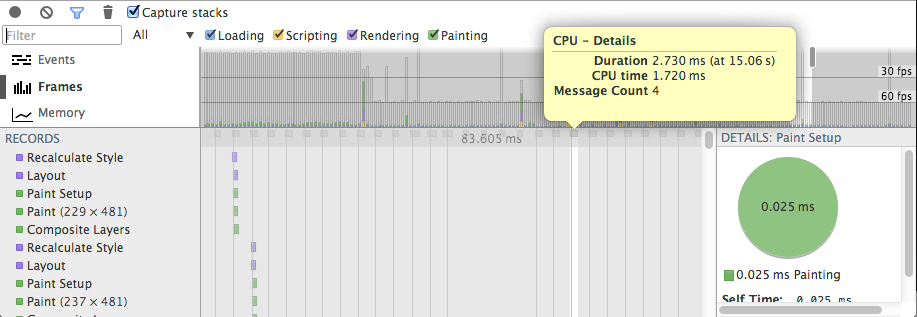 Capture stacks
Filter
All
Loading
Scripting
Rendering
Painting
Events
Frames
Memory
30 fps
60 fps
CPU – Details
Duration 2.730 ms (at 15.06 s)
CPU time 1.720 ms
Message Count 4
RECORDS
83.605 ms
Recalculate Style
Layout
Paint Setup
Paint (229 × 481)
Composite Layers
Recalculate Style
Layout
Paint Setup
Paint (237 × 481)
Composite Layers
DETAILS: Paint Setup
0.025 ms
0.025 ms Painting
Self Time: 0.025 ms